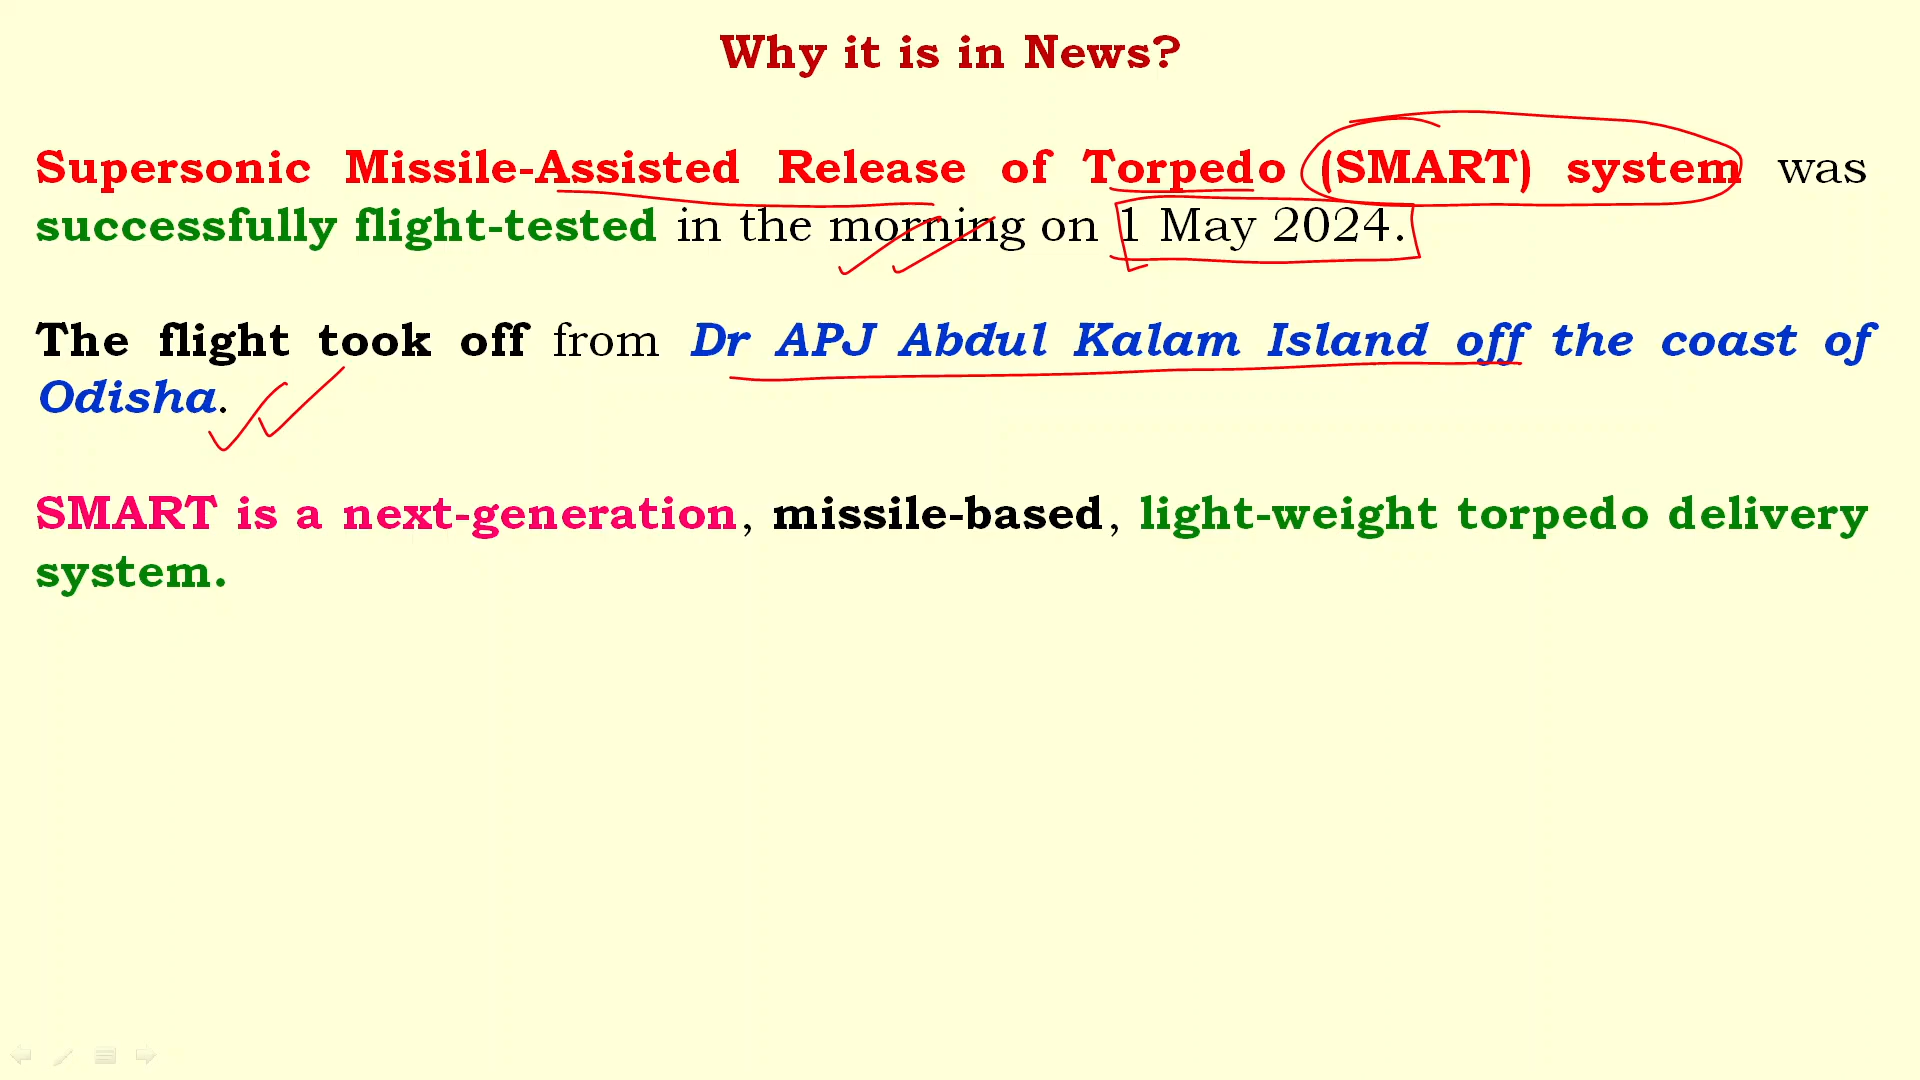 Why it is in News?
Supersonic Missile-Assisted Release of Torpedo (SMART) system was
successfully flight-tested in the morning on 1 May 2024.
The flight took off from Dr APJ Abdul Kalam Island off the coast of
Odisha.
SMART is a next-generation, missile-based, light-weight torpedo delivery
system.